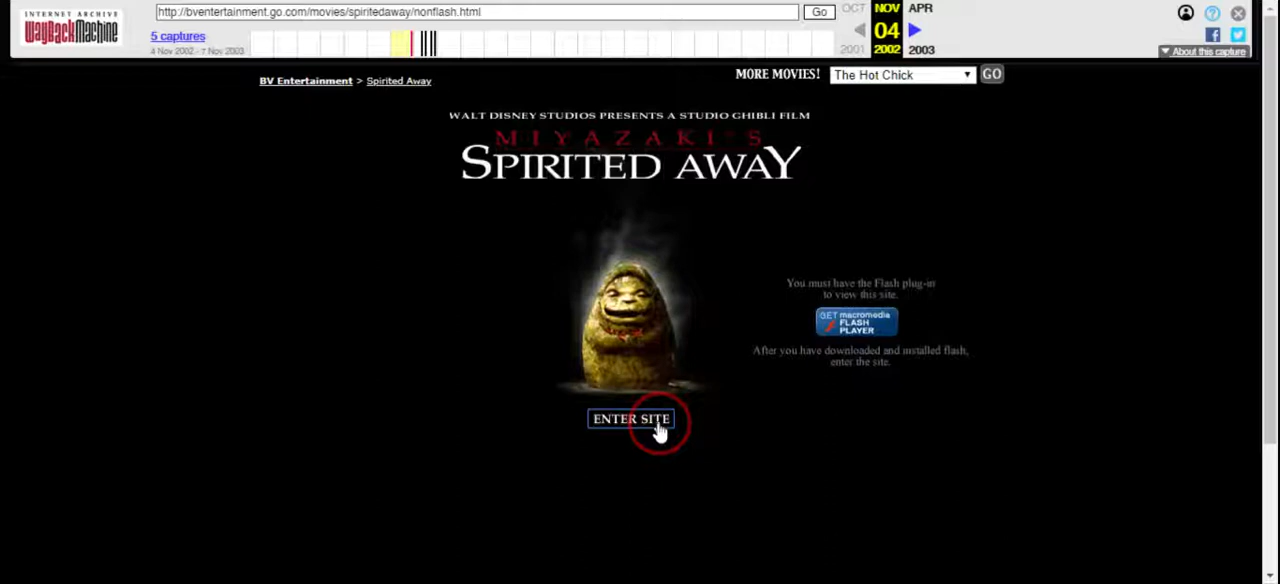 INTERNET ARCHIVE
WayBackMachine
http://bventertainment.go.com/movies/spiritedaway/nonflash.html
Go
OCT NOV APR
5 captures
04
4 Nov 2002 - 7 Nov 2003
2001 2002 2003
f
▼ About this capture
BV Entertainment > Spirited Away
MORE MOVIES! The Hot Chick GO
WALT DISNEY STUDIOS PRESENTS A STUDIO GHIBLI FILM
MIYAZAKI'S
SPIRITED AWAY
You must have the Flash plug-in
to view this site.
GET macromedia
FLASH
PLAYER
After you have downloaded and installed flash,
enter the site.
ENTER SITE